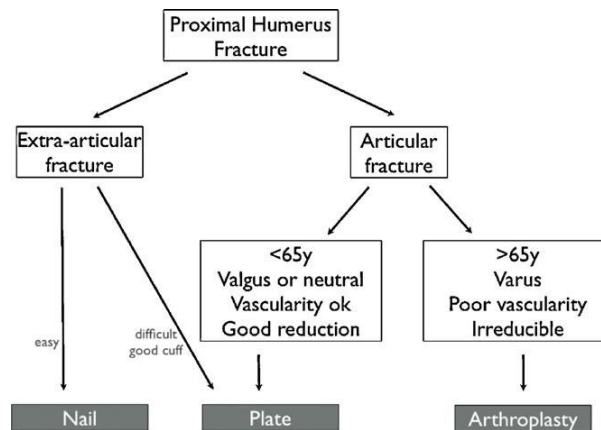 Proximal Humerus
Fracture
Extra-articular
fracture
Articular
fracture
<65y
Valgus or neutral
Vascularity ok
Good reduction
>65y
Varus
Poor vascularity
Irreducible
easy
difficult
good cuff
Nail
Plate
Arthroplasty